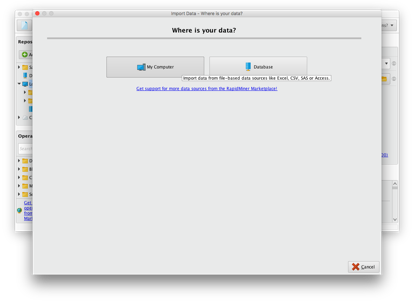 Import Data - Where is your data?
Where is your data?
My Computer
Database
Import data from file-based data sources like Excel, CSV, SAS or Access.
Get support for more data sources from the RapidMiner Marketplace!
Cancel
Repo
Opera
Get